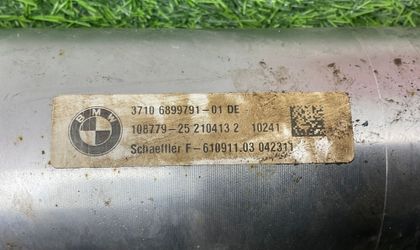 BMW
3710 6899791-01 DE
108779-25 210413 2 10241
Schaeffler F-610911.03 042311